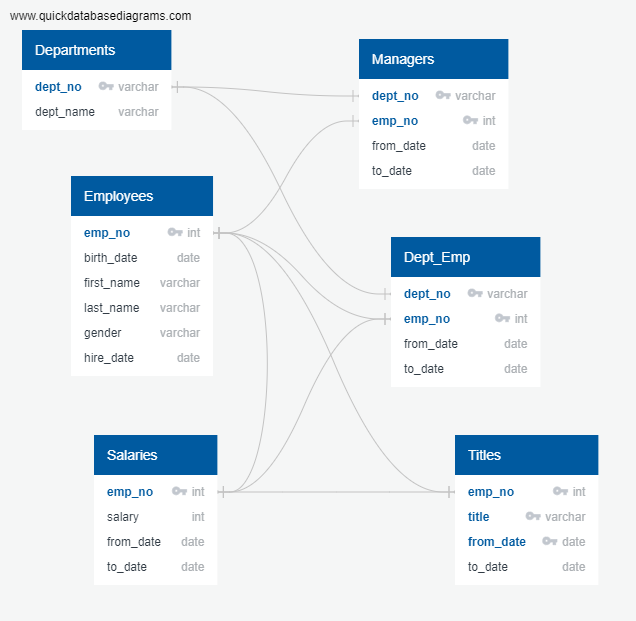 www.quickdatabasediagrams.com
Departments
dept_no varchar
dept_name varchar
Managers
dept_no varchar
emp_no int
from_date date
to_date date
Employees
emp_no int
birth_date date
first_name varchar
last_name varchar
gender varchar
hire_date date
Dept_Emp
dept_no varchar
emp_no int
from_date date
to_date date
Salaries
emp_no int
salary int
from_date date
to_date date
Titles
emp_no int
title varchar
from_date date
to_date date